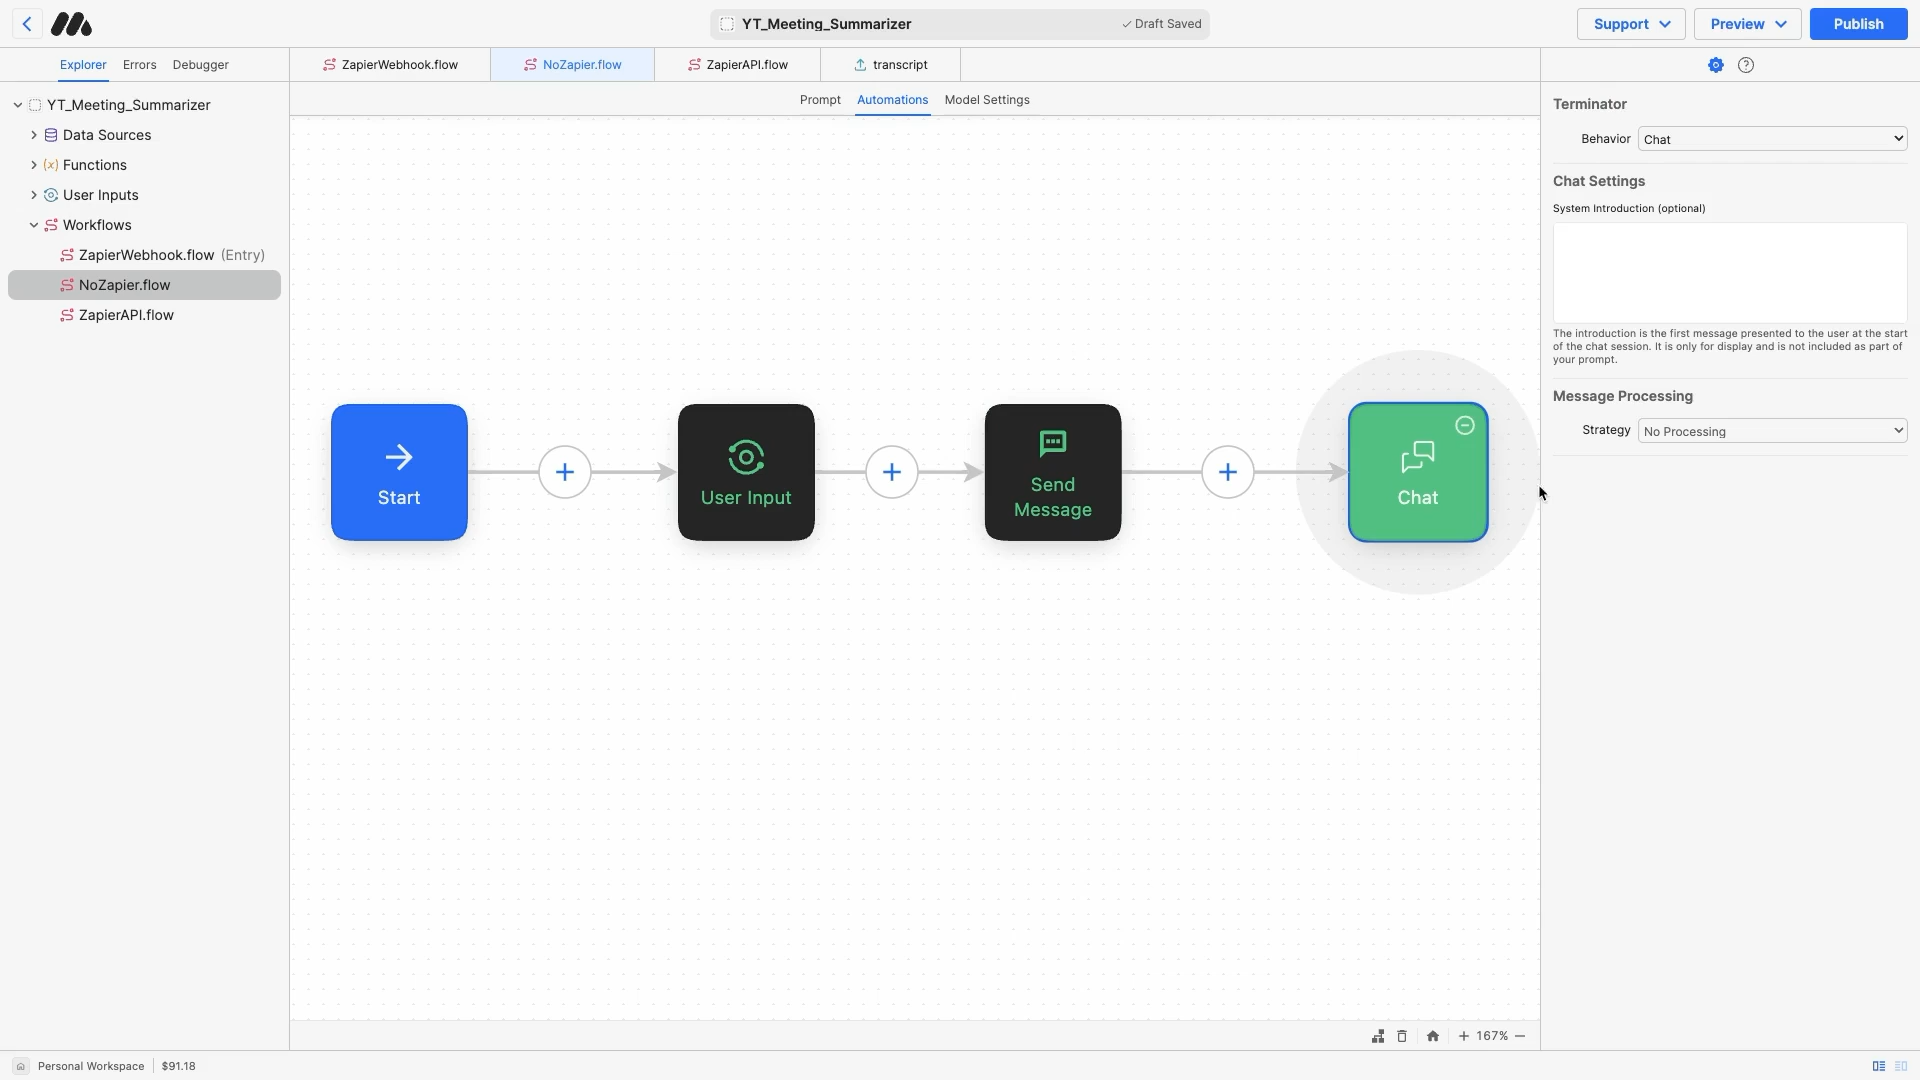 YT_Meeting_Summarizer
Draft Saved
Support
Preview
Publish
Explorer
Errors
Debugger
ZapierWebhook.flow
NoZapier.flow
ZapierAPI.flow
transcript
Prompt
Automations
Model Settings
YT_Meeting_Summarizer
Data Sources
Functions
User Inputs
Workflows
ZapierWebhook.flow (Entry)
NoZapier.flow
ZapierAPI.flow
Start
User Input
Send
Message
Chat
Terminator
Behavior
Chat
Chat Settings
System Introduction (optional)
The introduction is the first message presented to the user at the start
of the chat session. It is only for display and is not included as part of
your prompt.
Message Processing
Strategy
No Processing
167%
Personal Workspace
$91.18